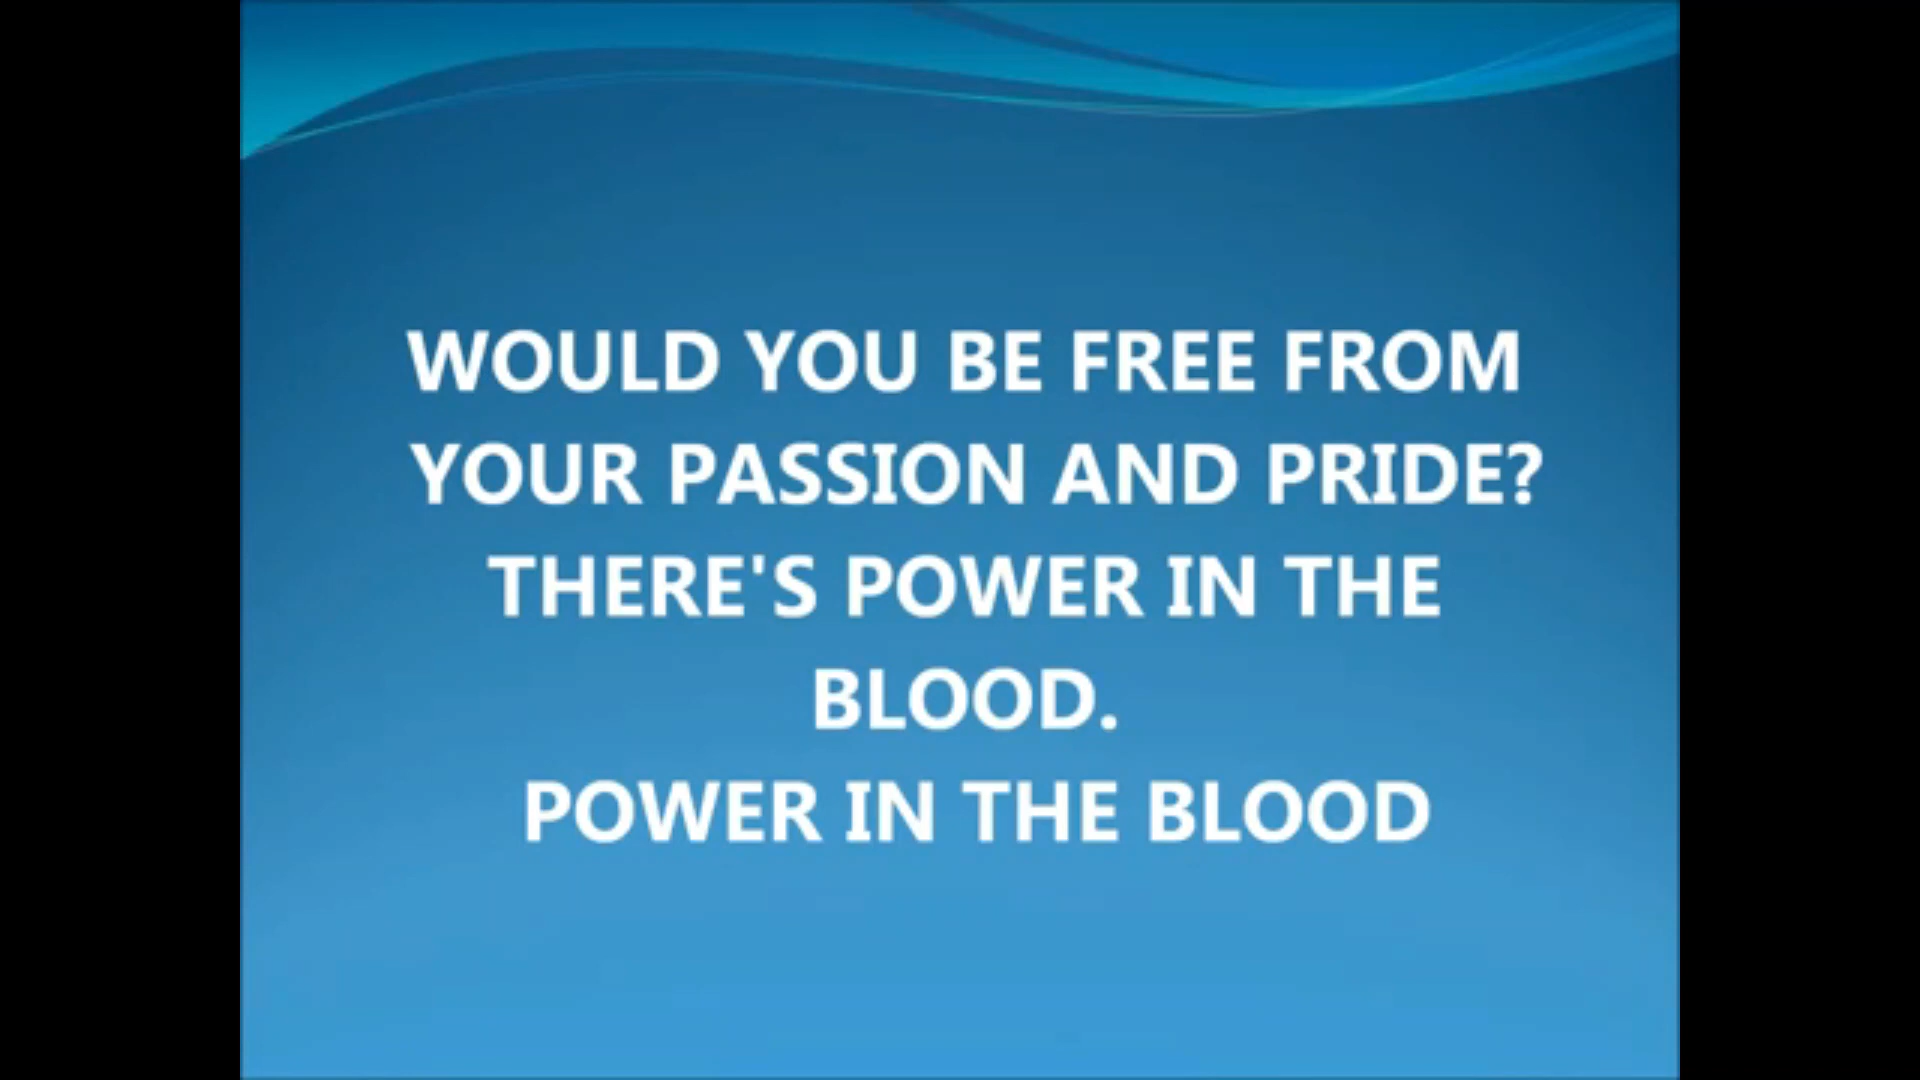 WOULD YOU BE FREE FROM
YOUR PASSION AND PRIDE?
THERE'S POWER IN THE
BLOOD.
POWER IN THE BLOOD